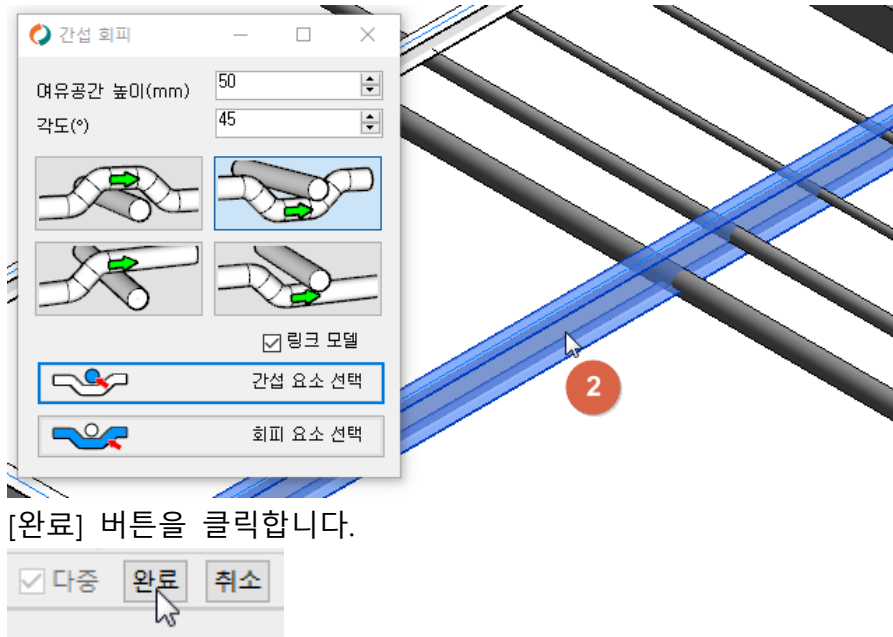 간섭 회피
여유공간 높이(mm) 50
각도(°) 45
링크 모델
간섭 요소 선택
회피 요소 선택
2
[완료] 버튼을 클릭합니다.
다중 완료 취소